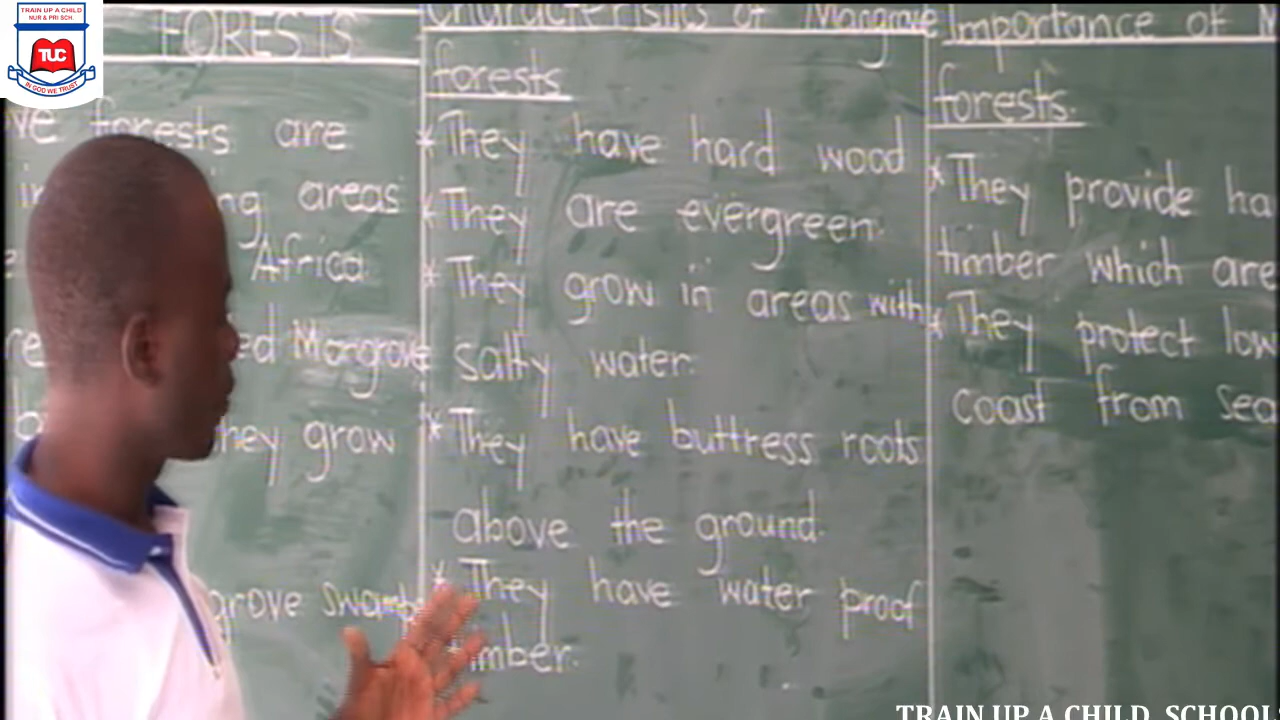 TRAIN UP A CHILD
NUR & PRI SCH.
TUC
IN GOD WE TRUST
FORESTS
forests are
areas
Africa
Mangrove
they grow
grove swamp
Characteristics of Mangrove
forests.
* They have hard wood
* They are evergreen.
* They grow in areas with
salty water.
* They have buttress roots
above the ground.
* They have water proof
timber.
Importance of M
forests.
* They provide ha
timber which are
* They protect low
coast from sea
TRAIN UP A CHILD SCHOOLS